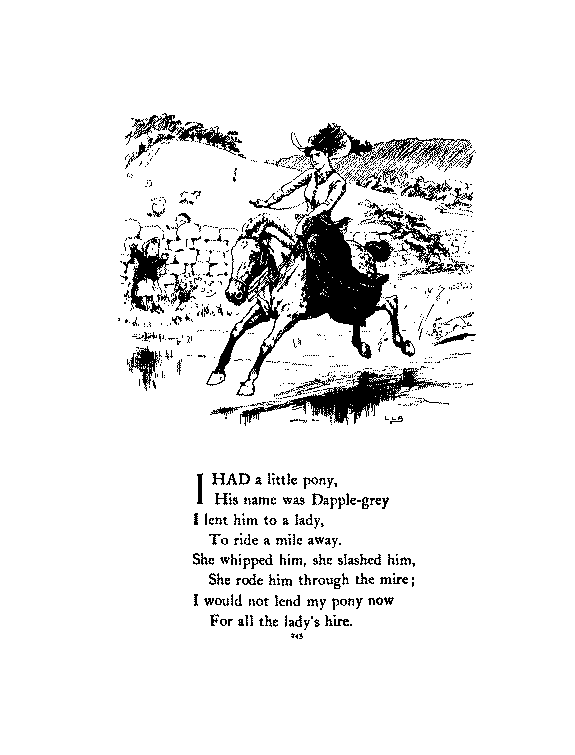 L.L.B
I HAD a little pony,
His name was Dapple-grey
I lent him to a lady,
To ride a mile away.
She whipped him, she slashed him,
She rode him through the mire;
I would not lend my pony now
For all the lady's hire.